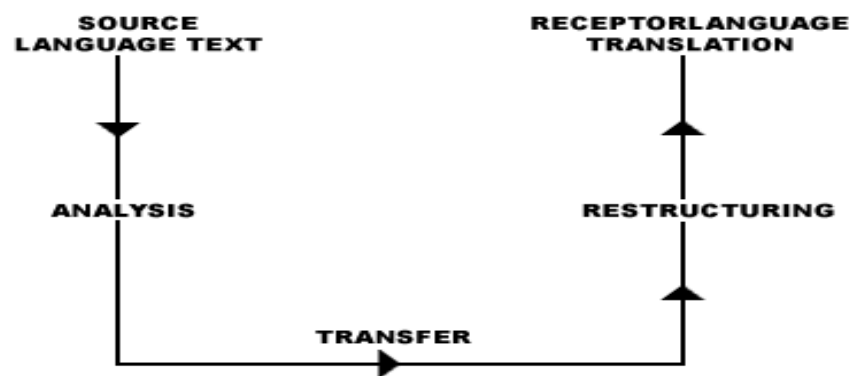 SOURCE
LANGUAGE TEXT
RECEPTORLANGUAGE
TRANSLATION
ANALYSIS
RESTRUCTURING
TRANSFER